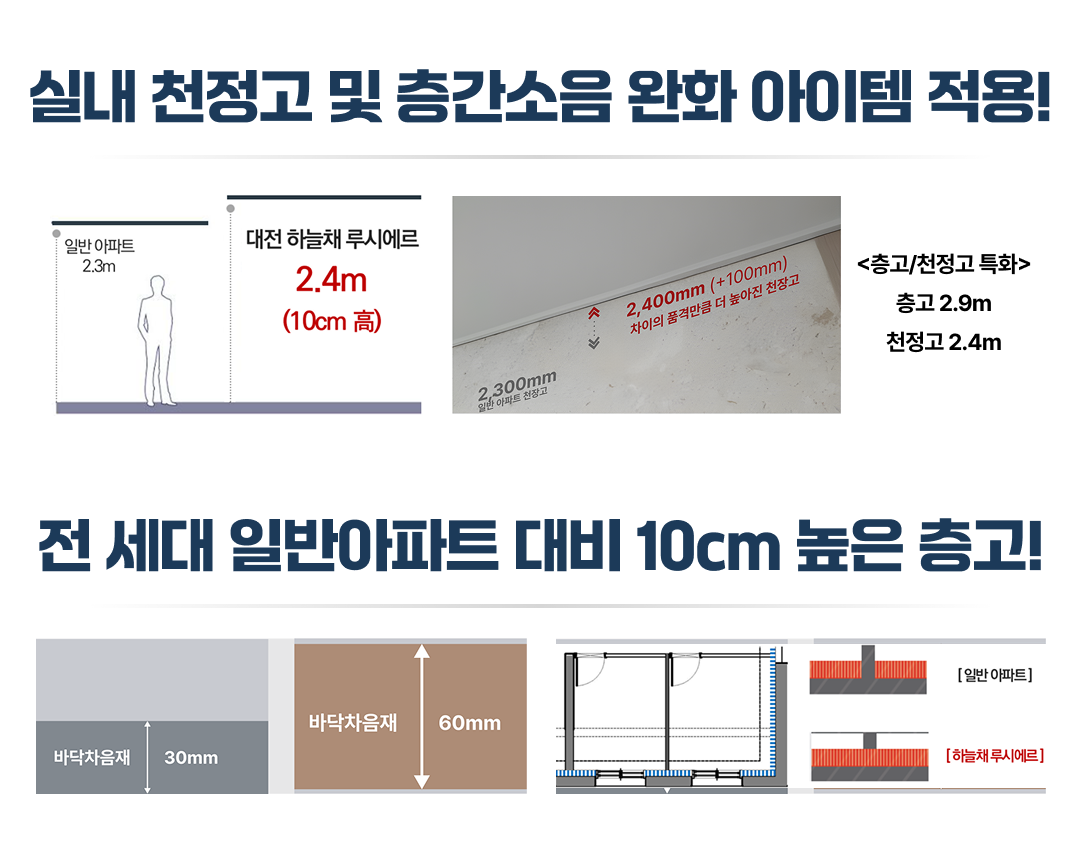 실내 천정고 및 층간소음 완화 아이템 적용!
일반 아파트
2.3m
대전 하늘채 루시에르
2.4m
(10cm 高)
2,400mm (+100mm)
차이의 품격만큼 더 높아진 천장고
2,300mm
일반 아파트 천장고
<층고/천정고 특화>
층고 2.9m
천정고 2.4m
전 세대 일반아파트 대비 10cm 높은 층고!
바닥차음재 30mm
바닥차음재 60mm
[ 일반 아파트 ]
[ 하늘채 루시에르 ]